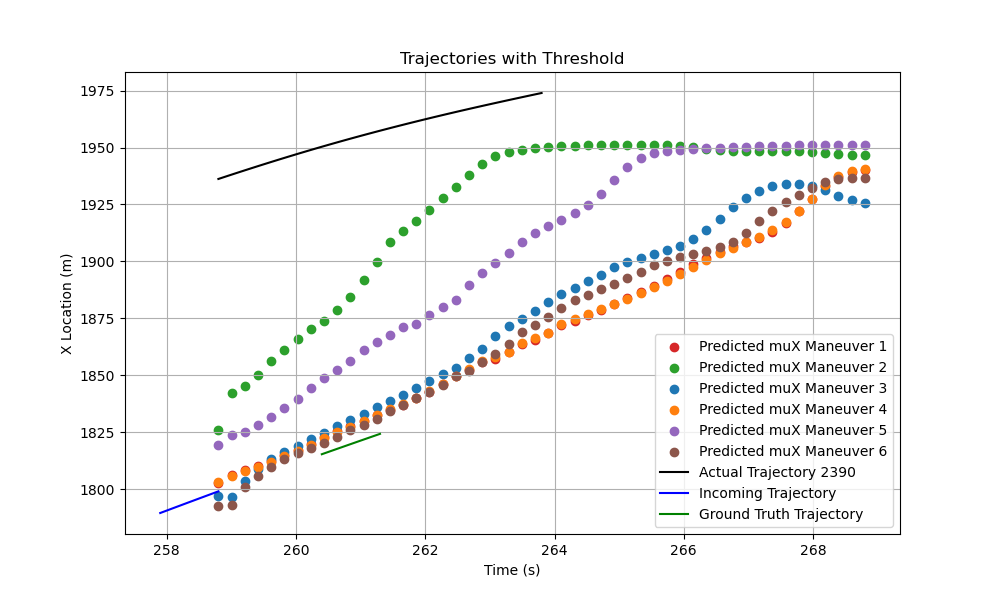 Trajectories with Threshold
X Location (m)
1975
1950
1925
1900
1875
1850
1825
1800
258
260
262
264
266
268
Time (s)
Predicted muX Maneuver 1
Predicted muX Maneuver 2
Predicted muX Maneuver 3
Predicted muX Maneuver 4
Predicted muX Maneuver 5
Predicted muX Maneuver 6
Actual Trajectory 2390
Incoming Trajectory
Ground Truth Trajectory